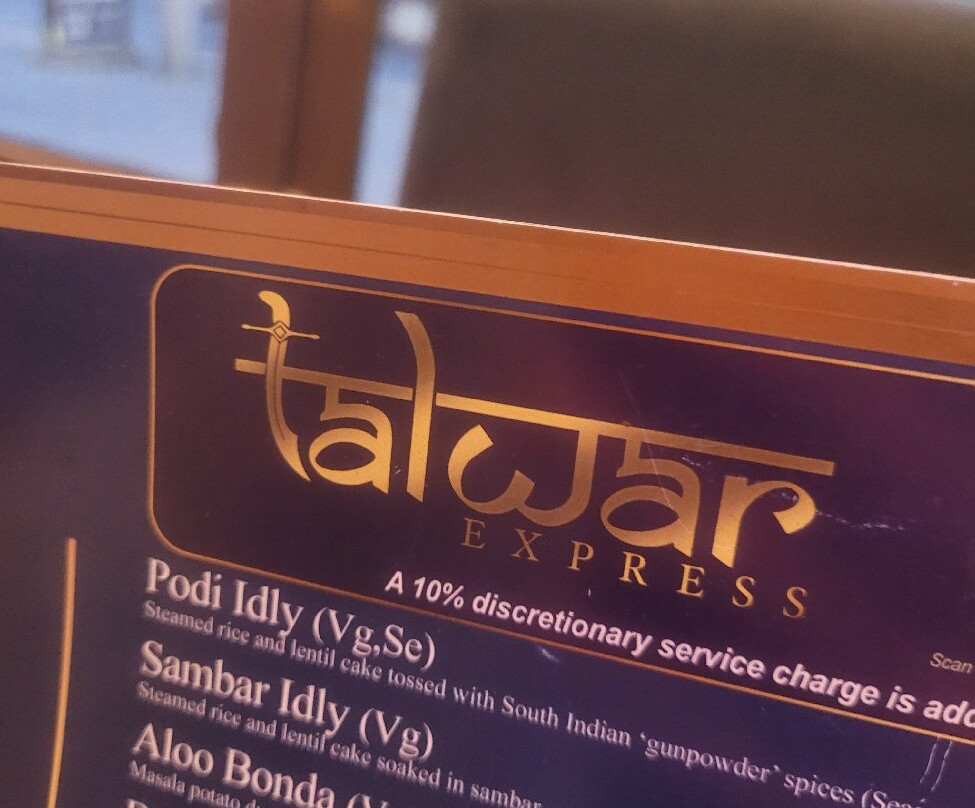 talwar
EXPRESS
A 10% discretionary service charge is
Scan
Podi Idly (Vg,Se)
Steamed rice and lentil cake tossed with South Indian ‘gunpowder’ spices
Sambar Idly (Vg)
Steamed rice and lentil cake soaked in sambar
Aloo Bonda
Masala potato